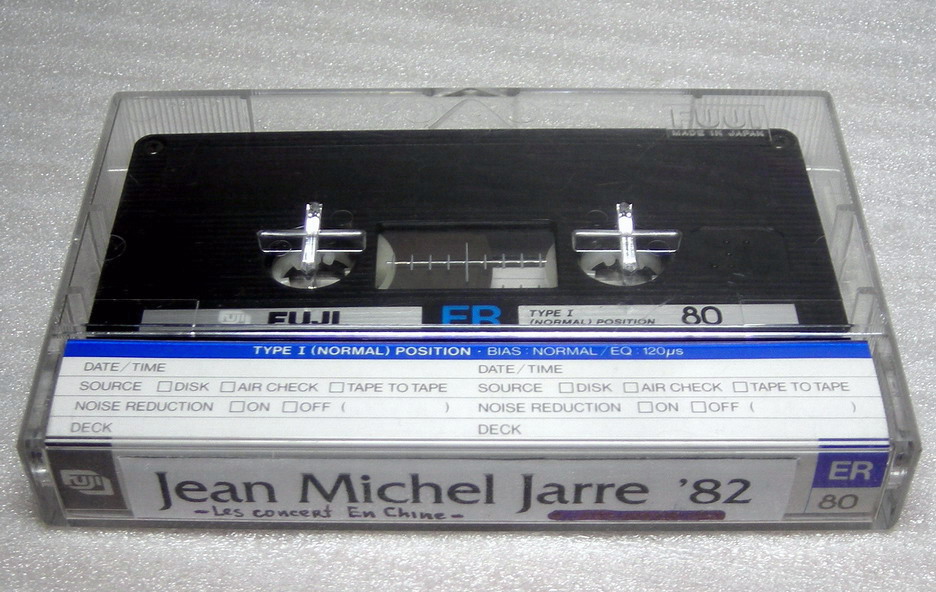 FUJI
MADE IN JAPAN
FUJI FUJI ER TYPE I (NORMAL) POSITION 80
TYPE I (NORMAL) POSITION · BIAS : NORMAL / EQ : 120µs
DATE / TIME DATE / TIME
SOURCE □DISK □AIR CHECK □TAPE TO TAPE SOURCE □DISK □AIR CHECK □TAPE TO TAPE
NOISE REDUCTION □ON □OFF ( ) NOISE REDUCTION □ON □OFF ( )
DECK DECK
FUJI Jean Michel Jarre '82 ER
- Les concert En Chine - 80